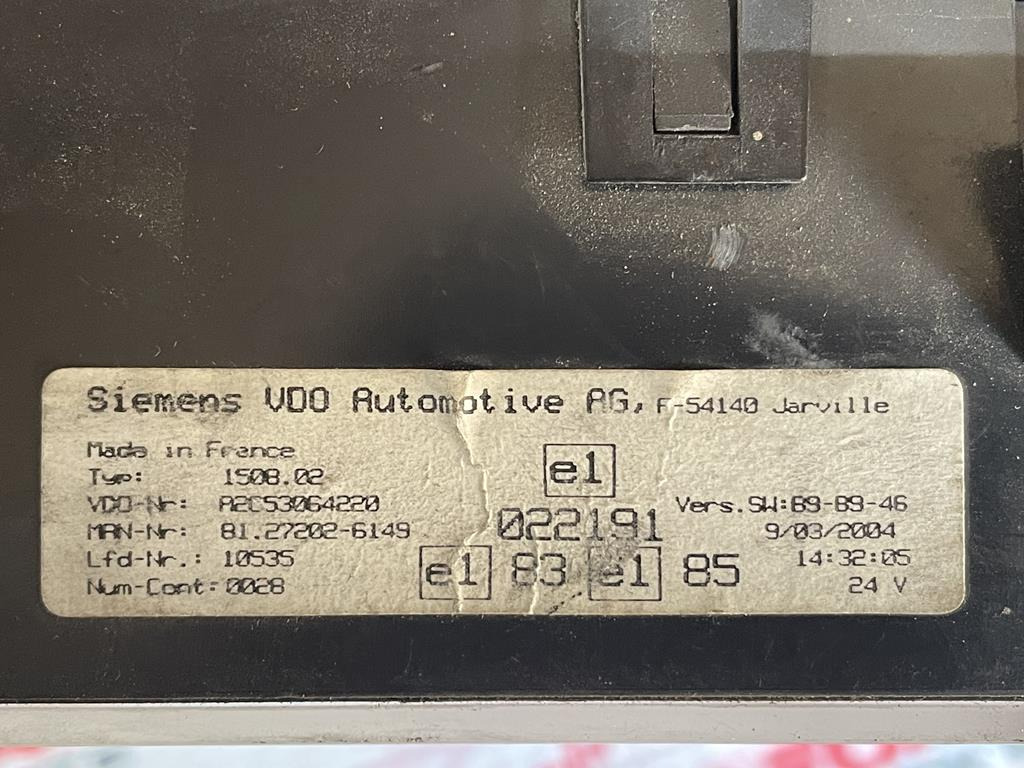 Siemens VDO Automotive AG, F-54140 Jarville
Made in France
Typ: 1508.02
VDO-Nr: A2C53064220
MAN-Nr: 81.27202-6149
Lfd-Nr.: 10535
Num-Cont: 0028
e1
022191
e1 83 e1 85
Vers.SW:89-89-46
9/03/2004
14:32:05
24 V